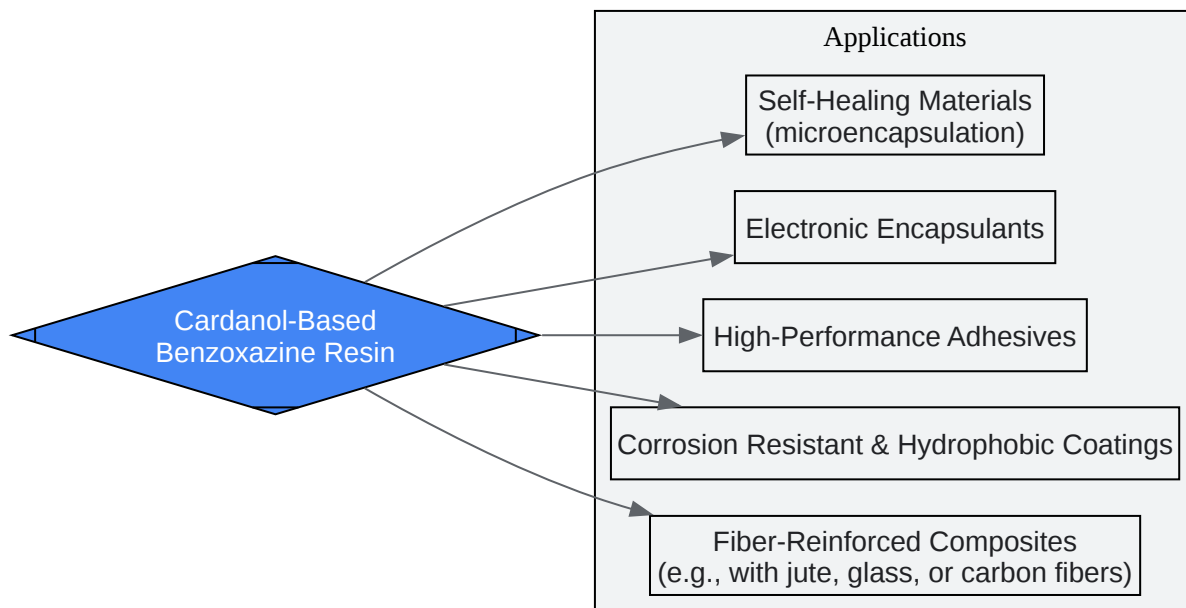 Applications
Self-Healing Materials
(microencapsulation)
Electronic Encapsulants
Cardanol-Based
Benzoxazine Resin
High-Performance Adhesives
Corrosion Resistant & Hydrophobic Coatings
Fiber-Reinforced Composites
(e.g., with jute, glass, or carbon fibers)